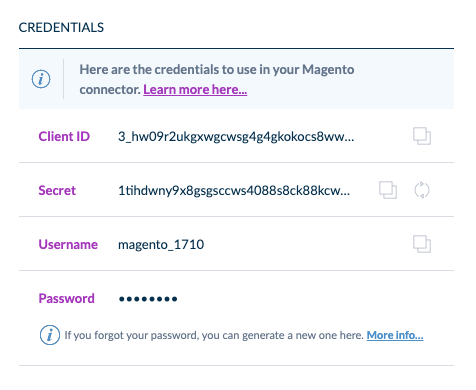 CREDENTIALS
Here are the credentials to use in your Magento
connector. Learn more here...
Client ID 3_hw09r2ukgxwgcwsg4g4gkokocs8ww...
Secret 1tihdwny9x8gsgsccws4088s8ck88kcw...
Username magento_1710
Password ••••••••
If you forgot your password, you can generate a new one here. More info...